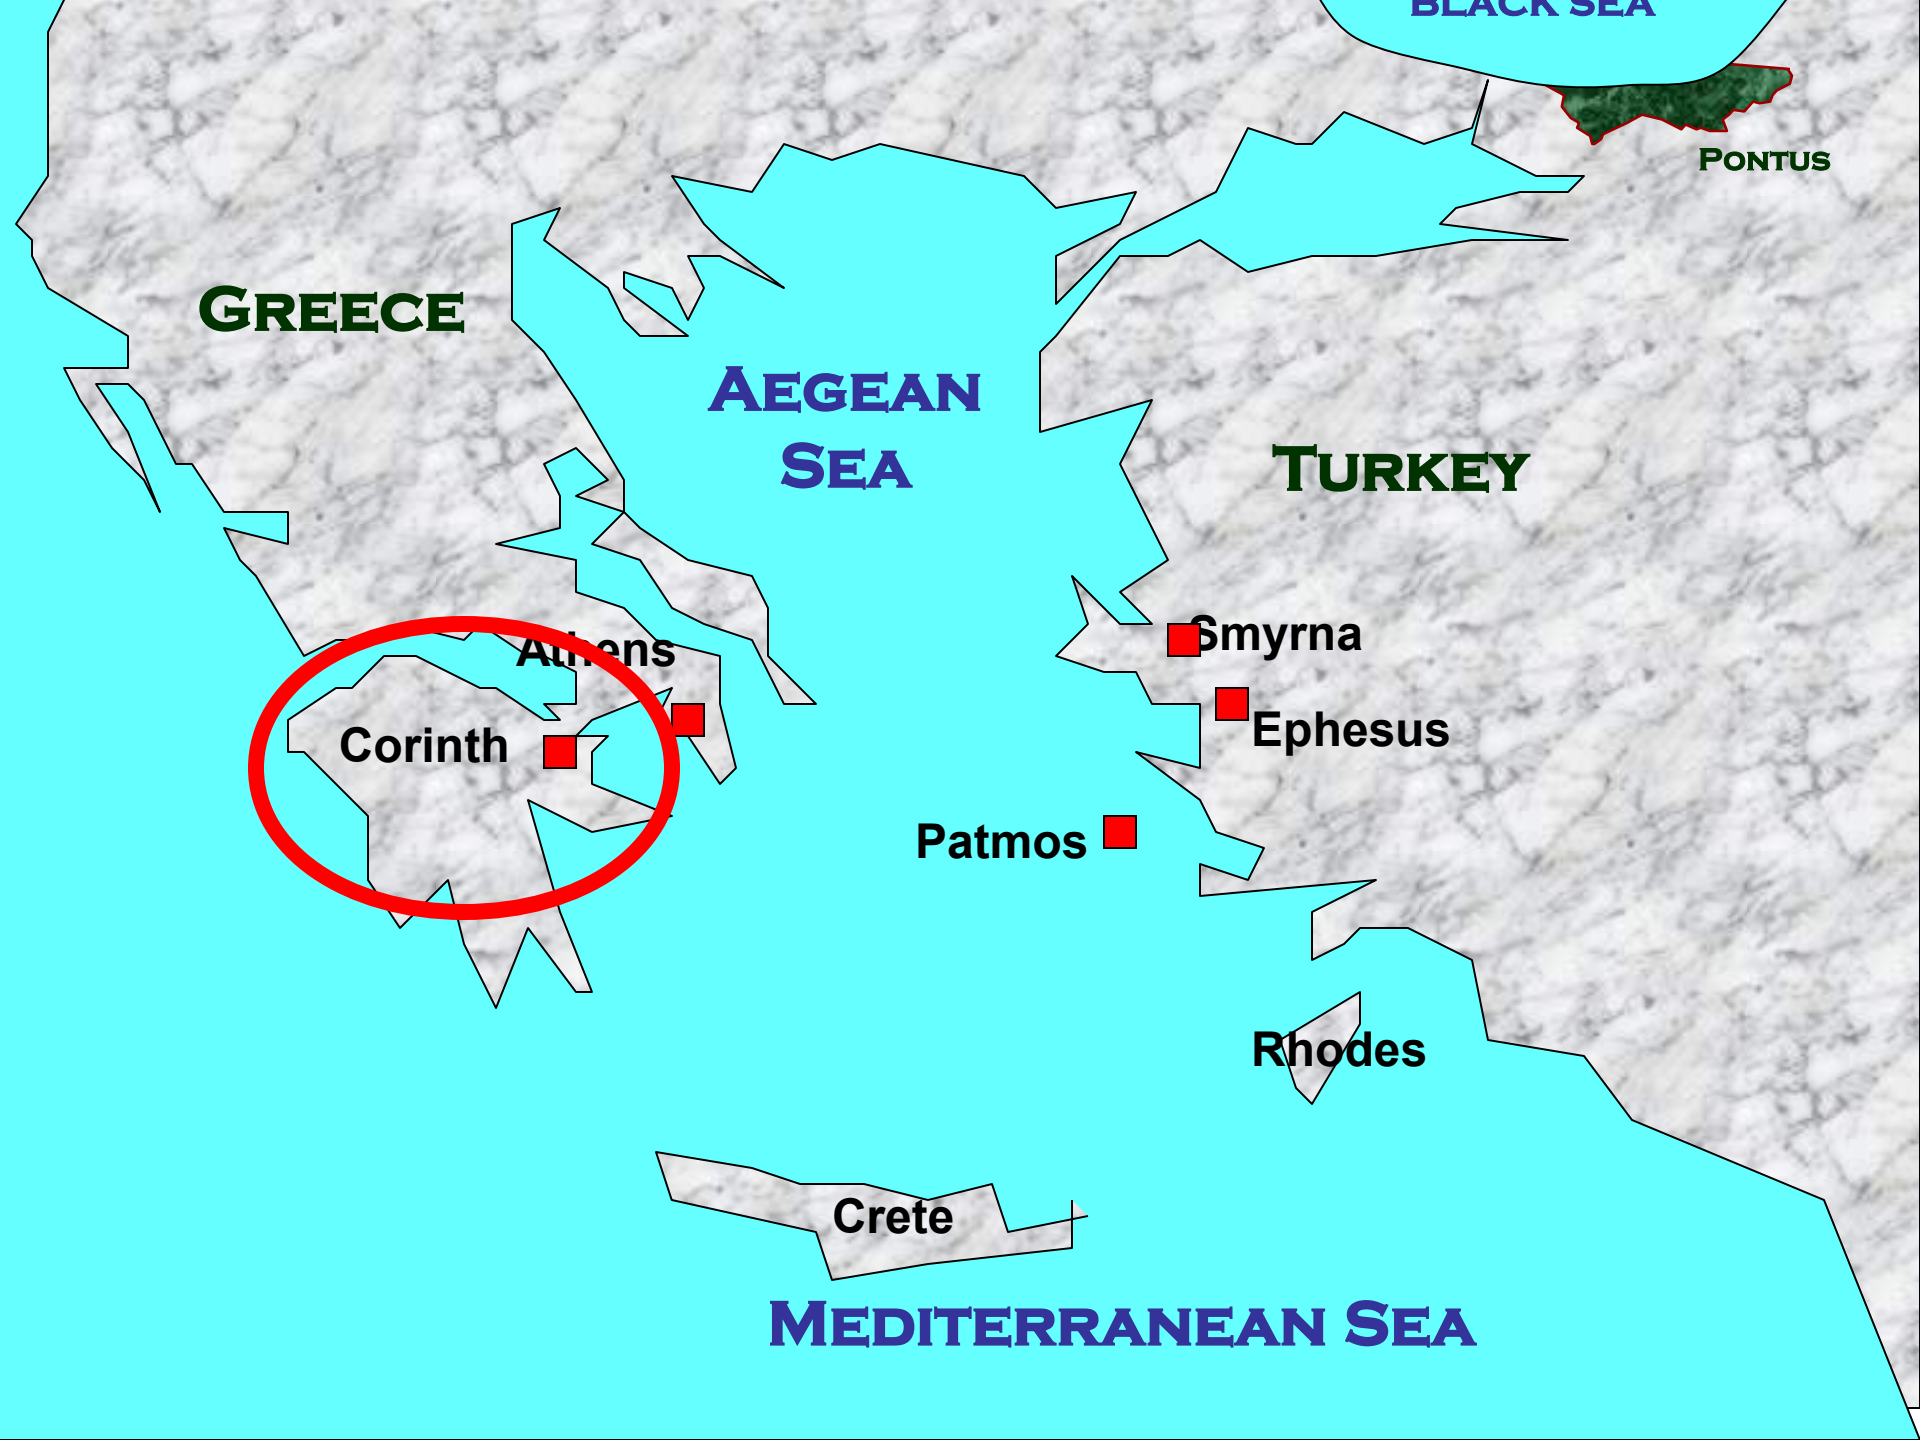 BLACK SEA
PONTUS
GREECE
AEGEAN
SEA
TURKEY
Athens
Smyrna
Corinth
Ephesus
Patmos
Rhodes
Crete
MEDITERRANEAN SEA